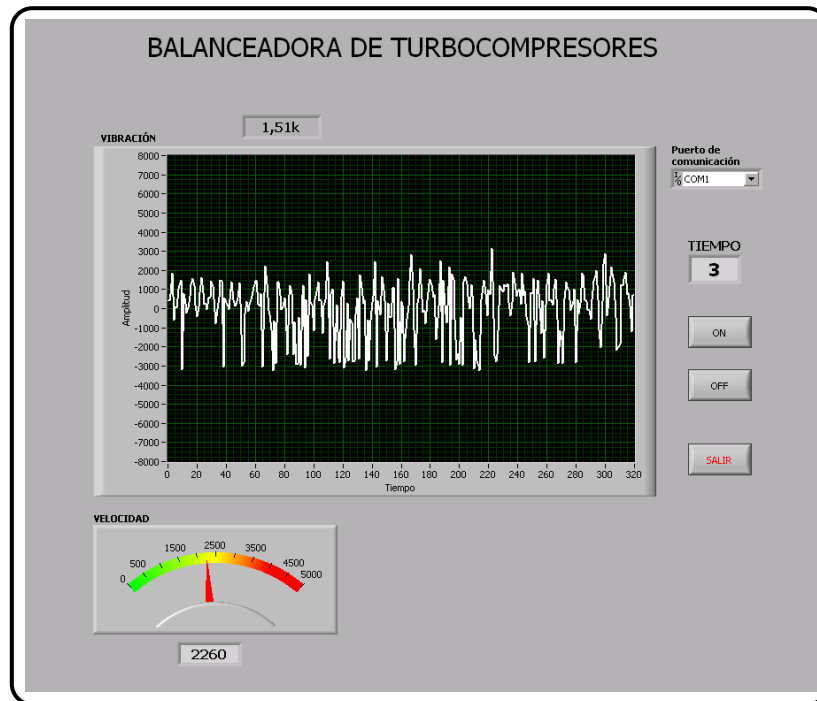 BALANCEADORA DE TURBOCOMPRESORES
1,51k
VIBRACIÓN
Puerto de
comunicación
I/O COM1
TIEMPO
3
ON
OFF
SALIR
Amplitud
8000
7000
6000
5000
4000
3000
2000
1000
0
-1000
-2000
-3000
-4000
-5000
-6000
-7000
-8000
0 20 40 60 80 100 120 140 160 180 200 220 240 260 280 300 320
Tiempo
VELOCIDAD
0 500 1500 2500 3500 4500 5000
2260